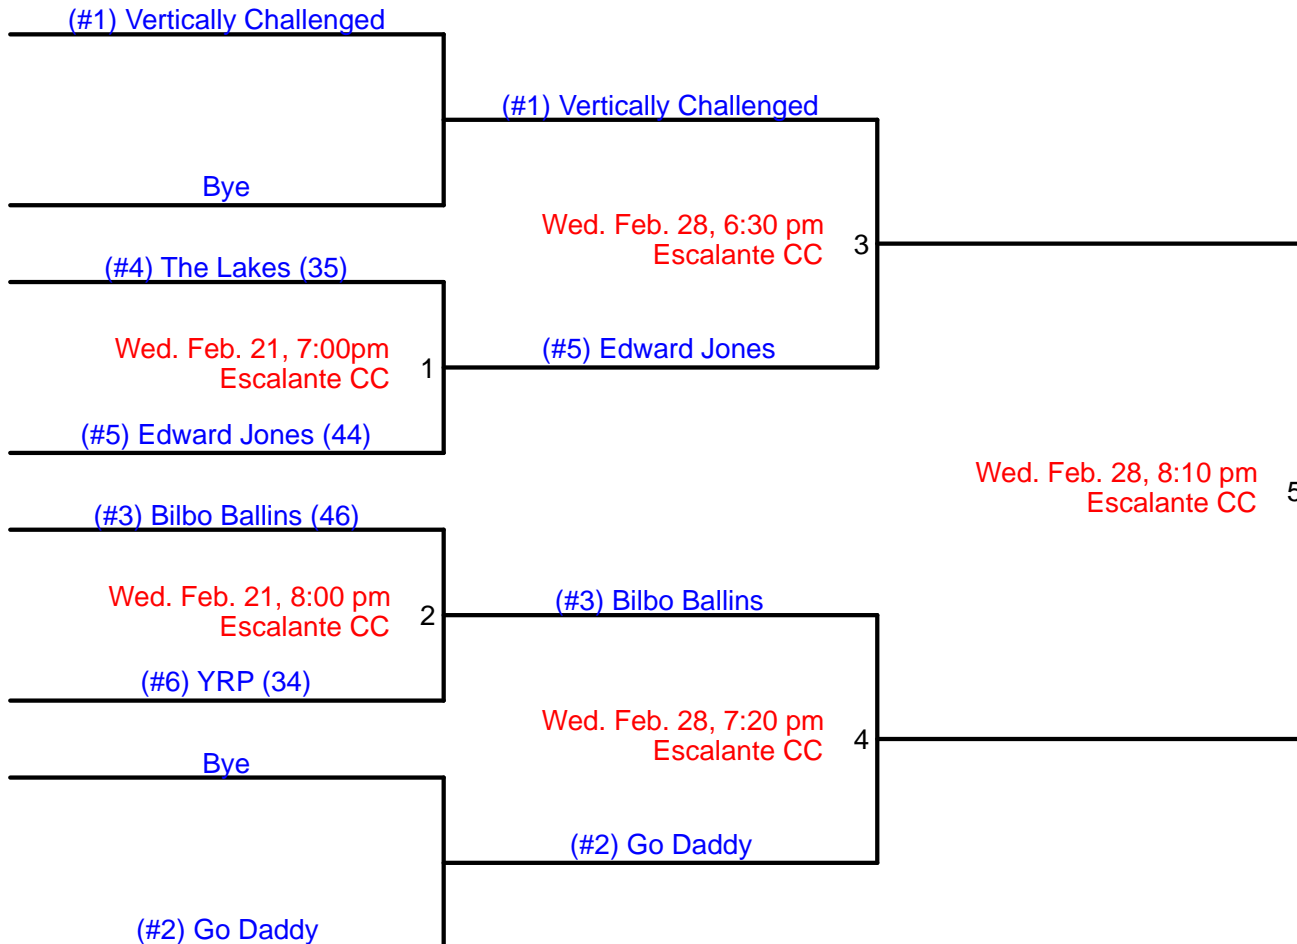 (#1) Vertically Challenged
(#1) Vertically Challenged
Bye
Wed. Feb. 28, 6:30 pm
Escalante CC
3
(#4) The Lakes (35)
Wed. Feb. 21, 7:00pm
Escalante CC
1
(#5) Edward Jones
(#5) Edward Jones (44)
Wed. Feb. 28, 8:10 pm
Escalante CC
5
(#3) Bilbo Ballins (46)
Wed. Feb. 21, 8:00 pm
Escalante CC
2
(#3) Bilbo Ballins
(#6) YRP (34)
Wed. Feb. 28, 7:20 pm
Escalante CC
4
Bye
(#2) Go Daddy
(#2) Go Daddy